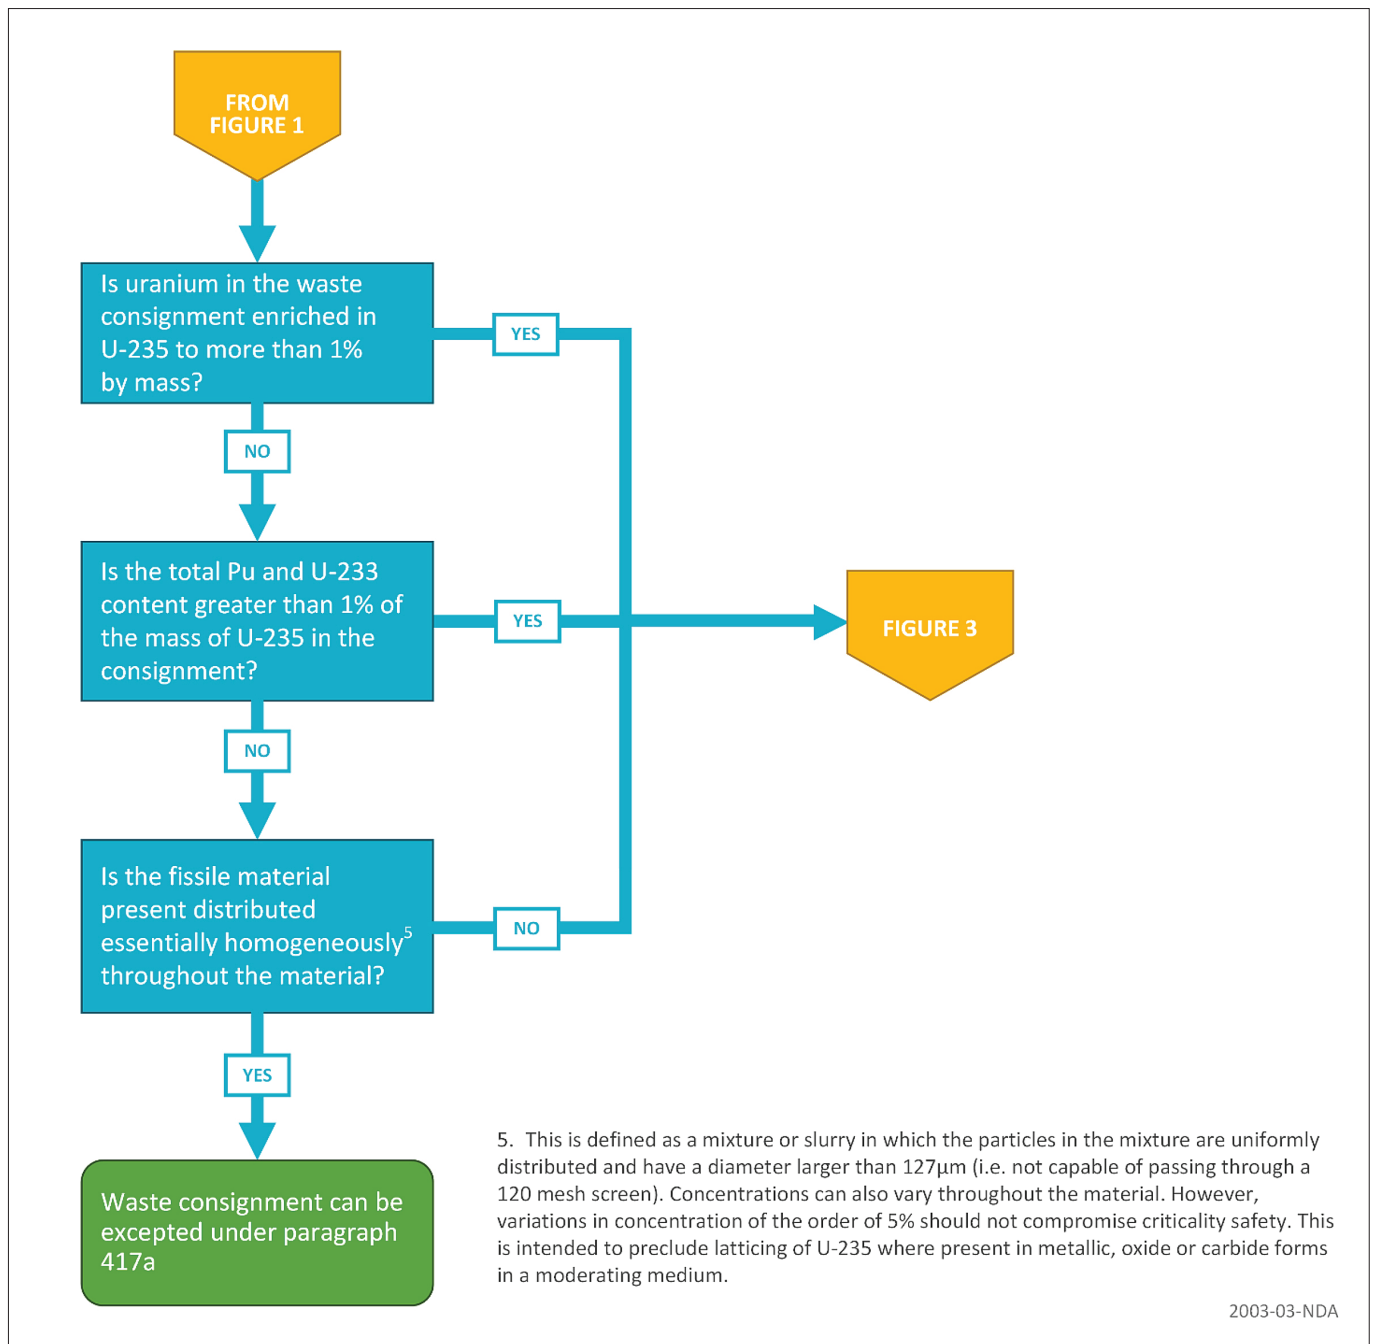 FROM
FIGURE 1
Is uranium in the waste
consignment enriched in
U-235 to more than 1%
by mass?
YES
NO
Is the total Pu and U-233
content greater than 1% of
the mass of U-235 in the
consignment?
YES
FIGURE 3
NO
Is the fissile material
present distributed
essentially homogeneously⁵
throughout the material?
NO
YES
Waste consignment can be
excepted under paragraph
417a
5. This is defined as a mixture or slurry in which the particles in the mixture are uniformly
distributed and have a diameter larger than 127µm (i.e. not capable of passing through a
120 mesh screen). Concentrations can also vary throughout the material. However,
variations in concentration of the order of 5% should not compromise criticality safety. This
is intended to preclude latticing of U-235 where present in metallic, oxide or carbide forms
in a moderating medium.
2003-03-NDA